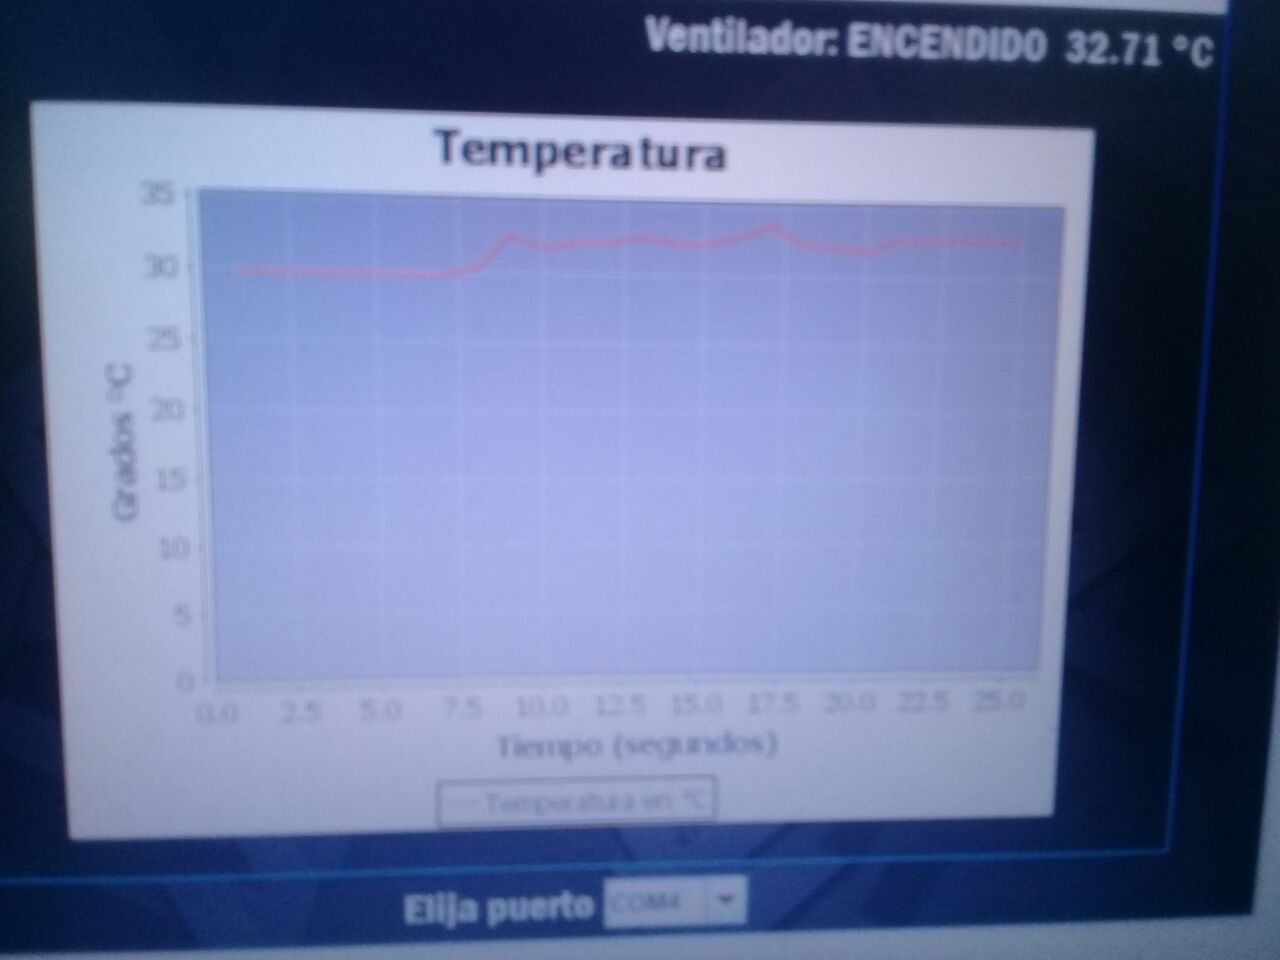 Ventilador: ENCENDIDO 32.71 °C
Temperatura
35
30
25
20
15
10
5
0
Grados °C
0.0 2.5 5.0 7.5 10.0 12.5 15.0 17.5 20.0 22.5 25.0
Tiempo (segundos)
Temperatura en °C
Elija puerto COM4